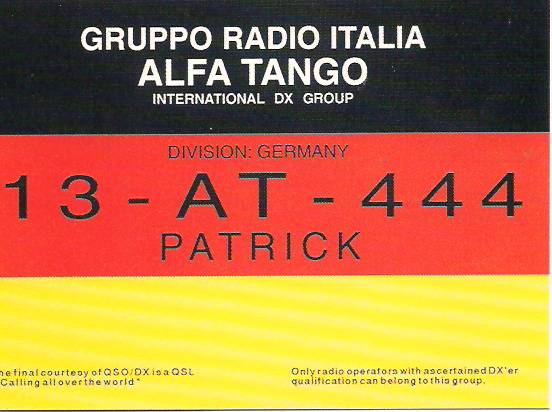 GRUPPO RADIO ITALIA
ALFA TANGO
INTERNATIONAL DX GROUP
DIVISION: GERMANY
13-AT-444
PATRICK
he final courtesy of QSO/DX is a QSL
Calling all over the world"
Only radio operators with ascertained DX'er
qualification can belong to this group.